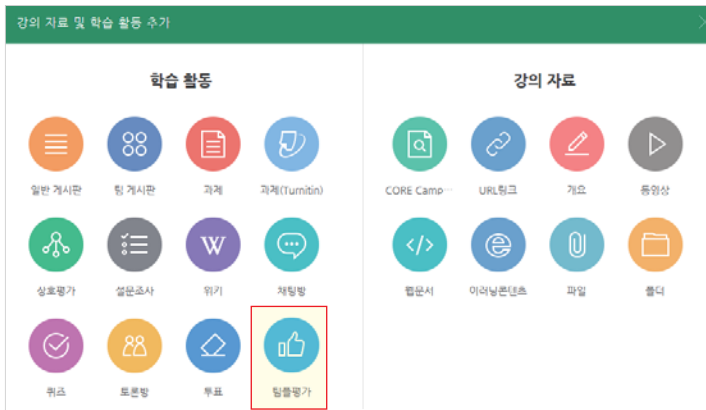 강의 자료 및 학습 활동 추가
학습 활동
강의 자료
일반 게시판
팀 게시판
과제
과제(Turnitin)
CORE Camp···
URL링크
개요
동영상
W
상호평가
설문조사
위키
채팅방
웹문서
이러닝콘텐츠
파일
폴더
퀴즈
토론방
투표
팀플평가